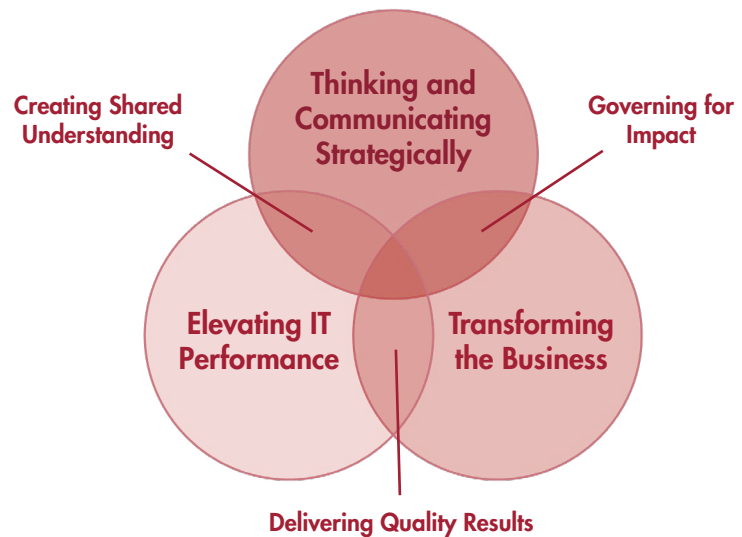 Thinking and
Communicating
Strategically
Creating Shared
Understanding
Governing for
Impact
Elevating IT
Performance
Transforming
the Business
Delivering Quality Results